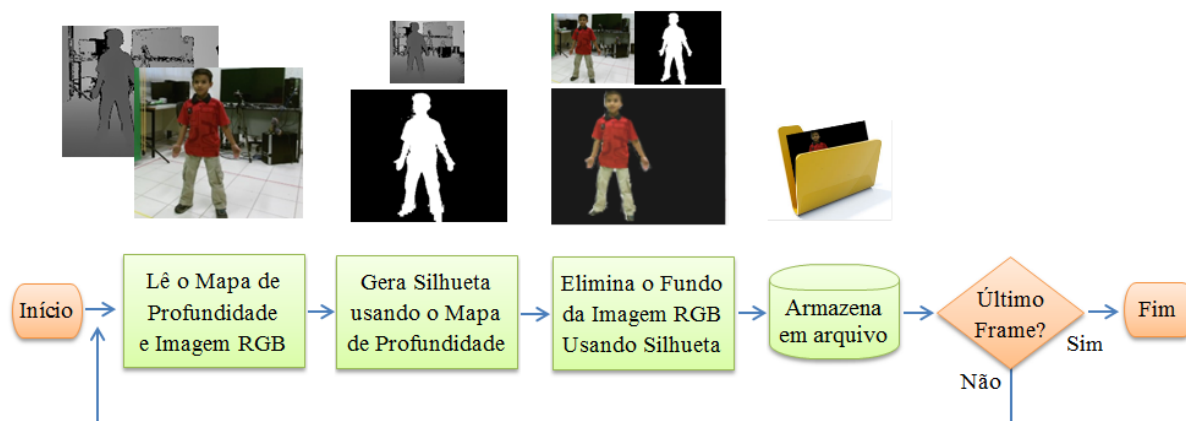 Início
Lê o Mapa de
Profundidade
e Imagem RGB
Gera Silhueta
usando o Mapa
de Profundidade
Elimina o Fundo
da Imagem RGB
Usando Silhueta
Armazena
em arquivo
Último
Frame?
Sim
Fim
Não